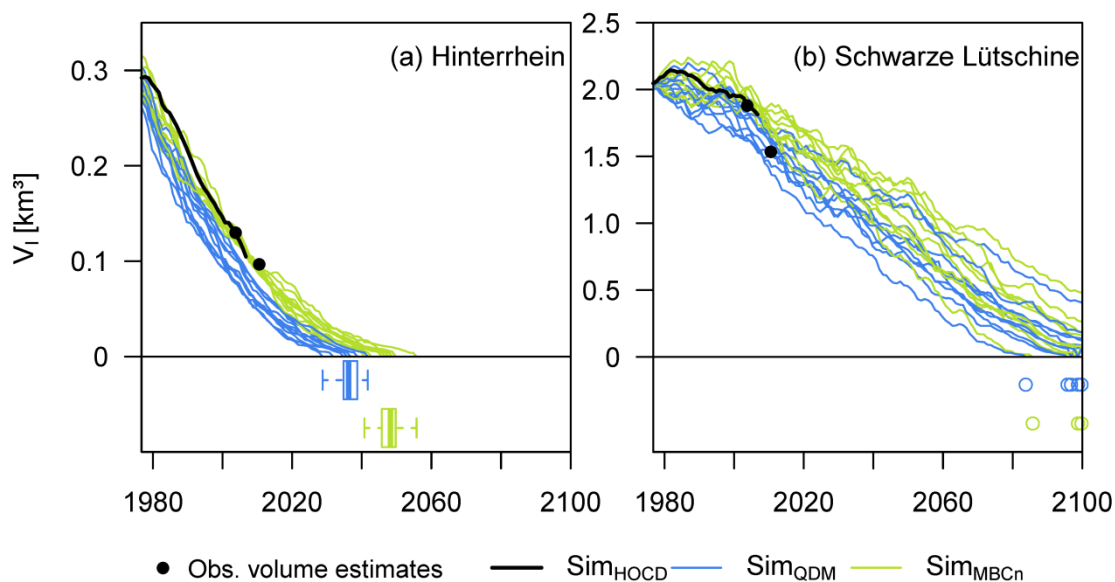 (a) Hinterrhein
(b) Schwarze Lütschine
V_I [km³]
0.3
0.2
0.1
0
2.5
2.0
1.5
1.0
0.5
0
1980 2020 2060 2100
1980 2020 2060 2100
Obs. volume estimates Sim_HOCD Sim_QDM Sim_MBCn